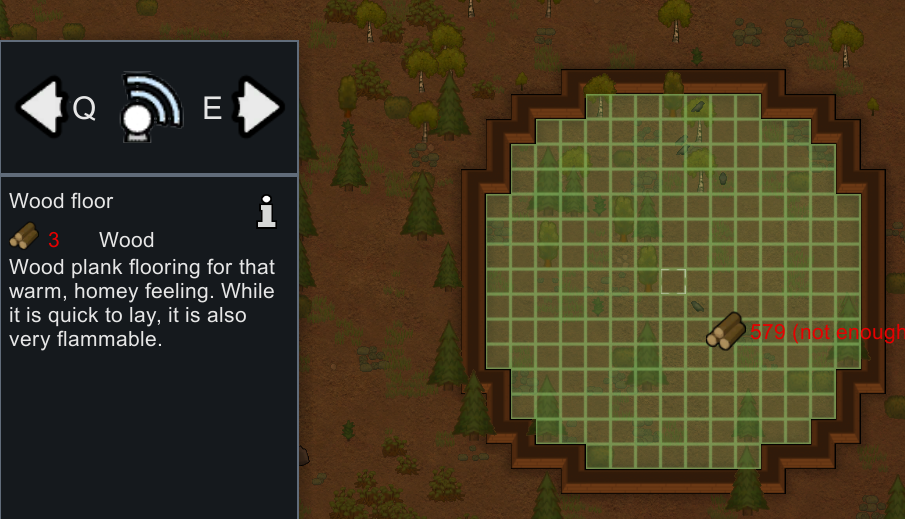 Q E
Wood floor
3 Wood
Wood plank flooring for that
warm, homey feeling. While
it is quick to lay, it is also
very flammable.
579 (not enough